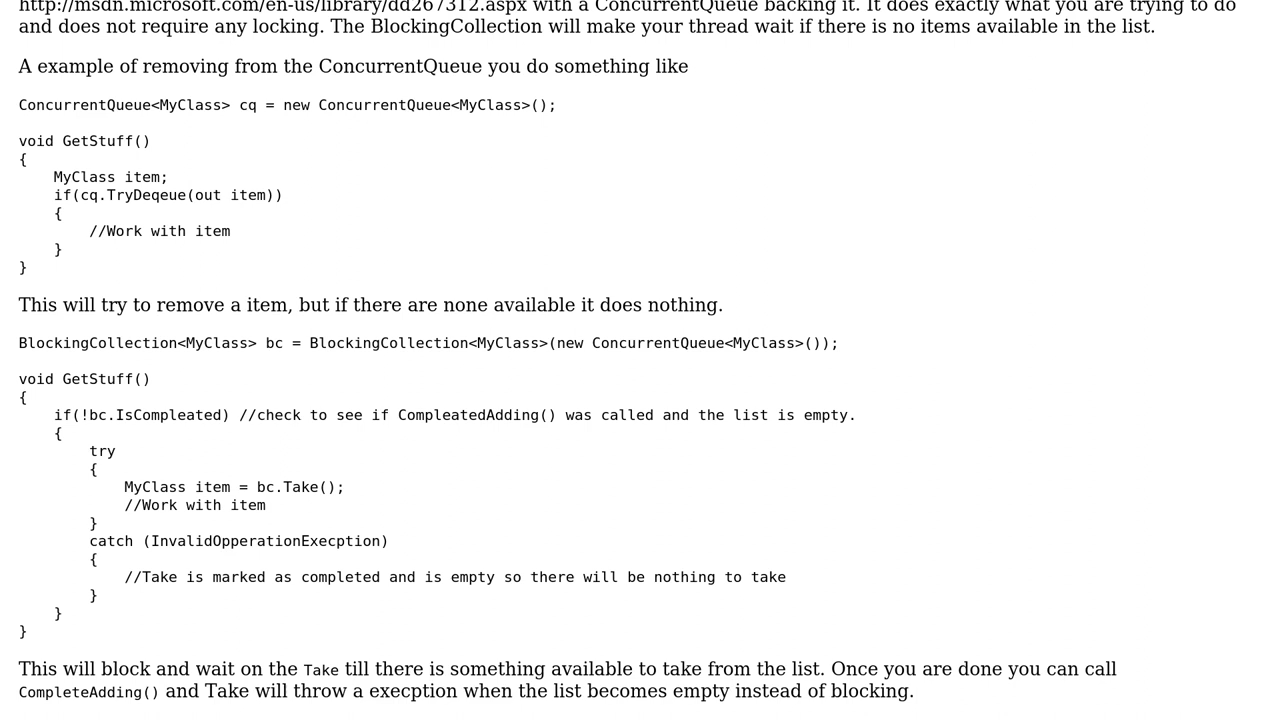 http://msdn.microsoft.com/en-us/library/dd267312.aspx with a ConcurrentQueue backing it. It does exactly what you are trying to do
and does not require any locking. The BlockingCollection will make your thread wait if there is no items available in the list.
A example of removing from the ConcurrentQueue you do something like
ConcurrentQueue<MyClass> cq = new ConcurrentQueue<MyClass>();
void GetStuff()
{
    MyClass item;
    if(cq.TryDeqeue(out item))
    {
        //Work with item
    }
}
This will try to remove a item, but if there are none available it does nothing.
BlockingCollection<MyClass> bc = BlockingCollection<MyClass>(new ConcurrentQueue<MyClass>());
void GetStuff()
{
    if(!bc.IsCompleated) //check to see if CompleatedAdding() was called and the list is empty.
    {
        try
        {
            MyClass item = bc.Take();
            //Work with item
        }
        catch (InvalidOpperationExecption)
        {
            //Take is marked as completed and is empty so there will be nothing to take
        }
    }
}
This will block and wait on the Take till there is something available to take from the list. Once you are done you can call
CompleteAdding() and Take will throw a execption when the list becomes empty instead of blocking.